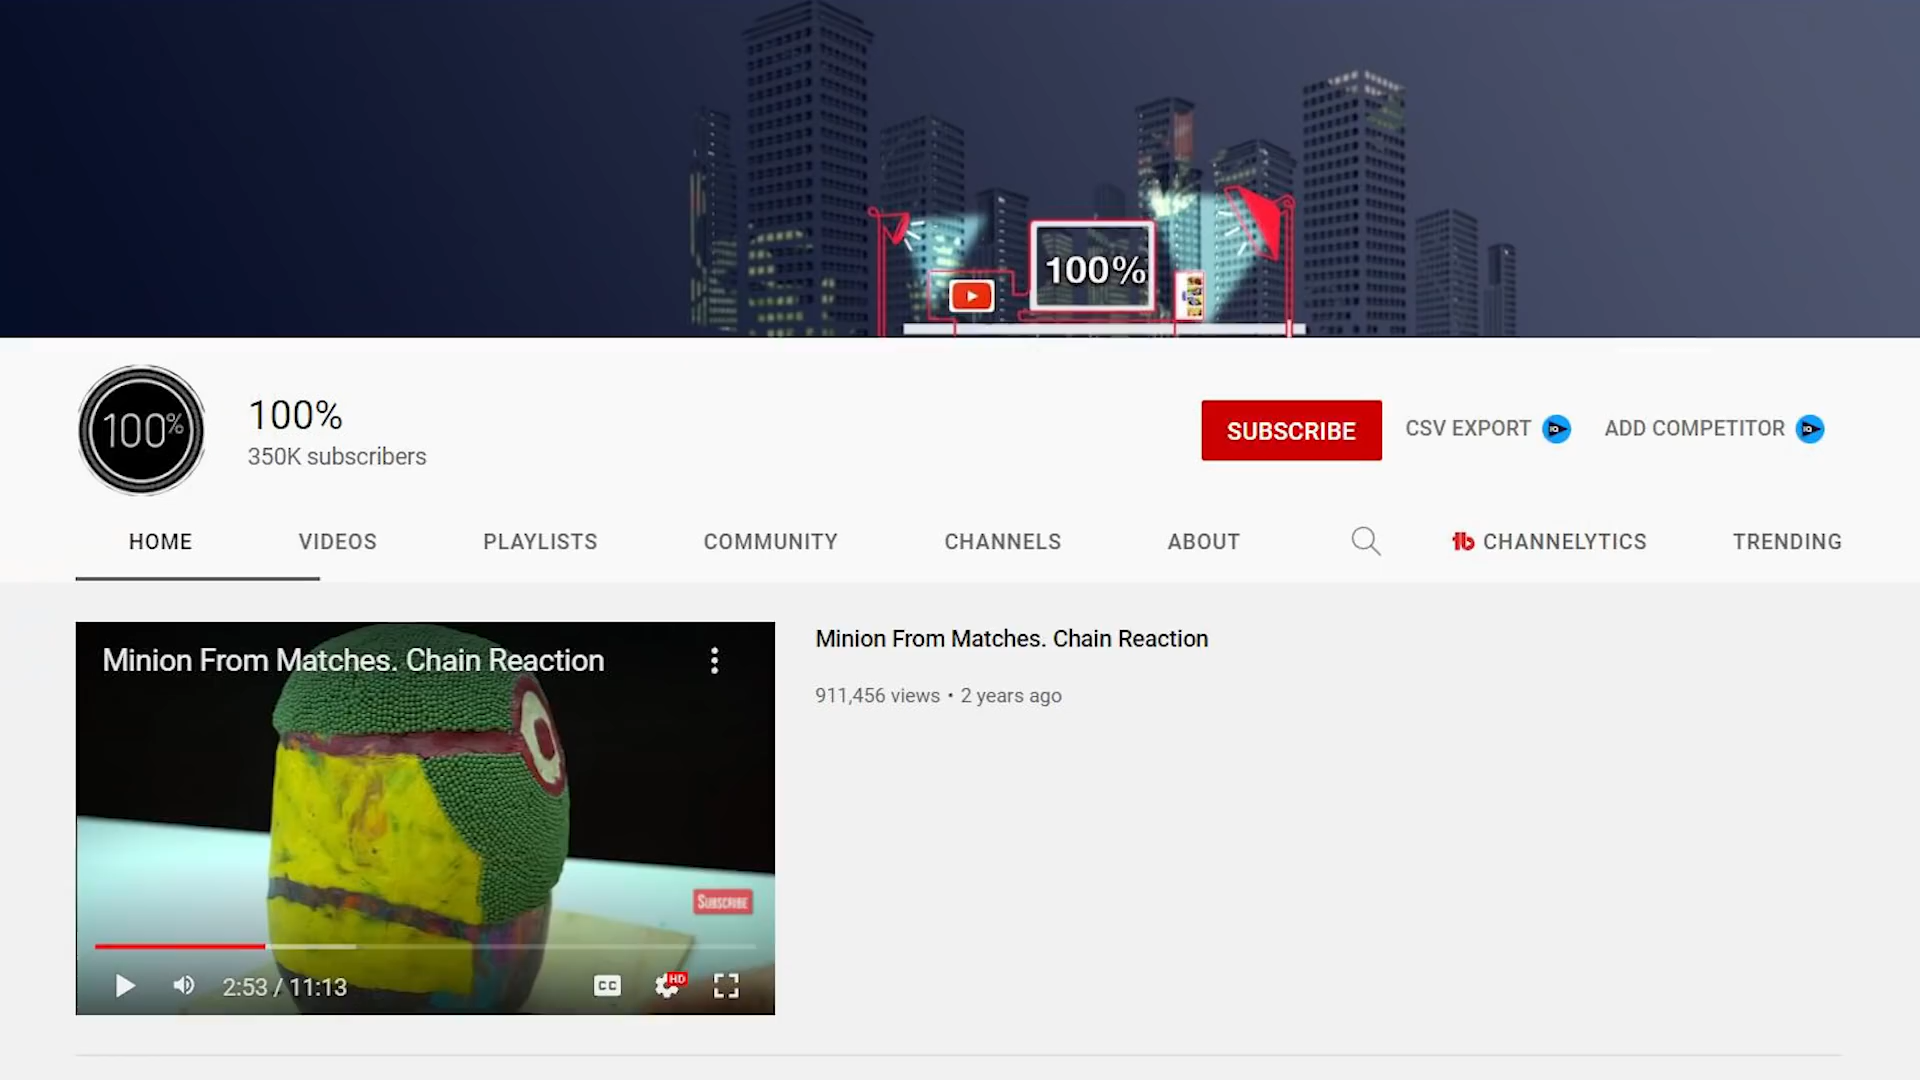 100%
100%
100%
350K subscribers
SUBSCRIBE
CSV EXPORT
ADD COMPETITOR
HOME
VIDEOS
PLAYLISTS
COMMUNITY
CHANNELS
ABOUT
CHANNELYTICS
TRENDING
Minion From Matches. Chain Reaction
SUBSCRIBE
2:53 / 11:13
CC
HD
Minion From Matches. Chain Reaction
911,456 views • 2 years ago